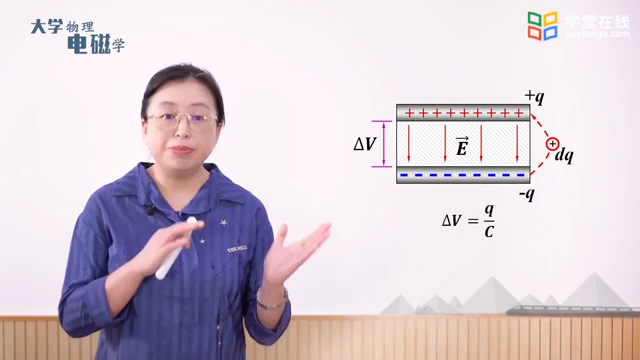 大学物理
电磁学
学堂在线
xuetangx.com
+q
ΔV
E
dq
-q
ΔV = q/C